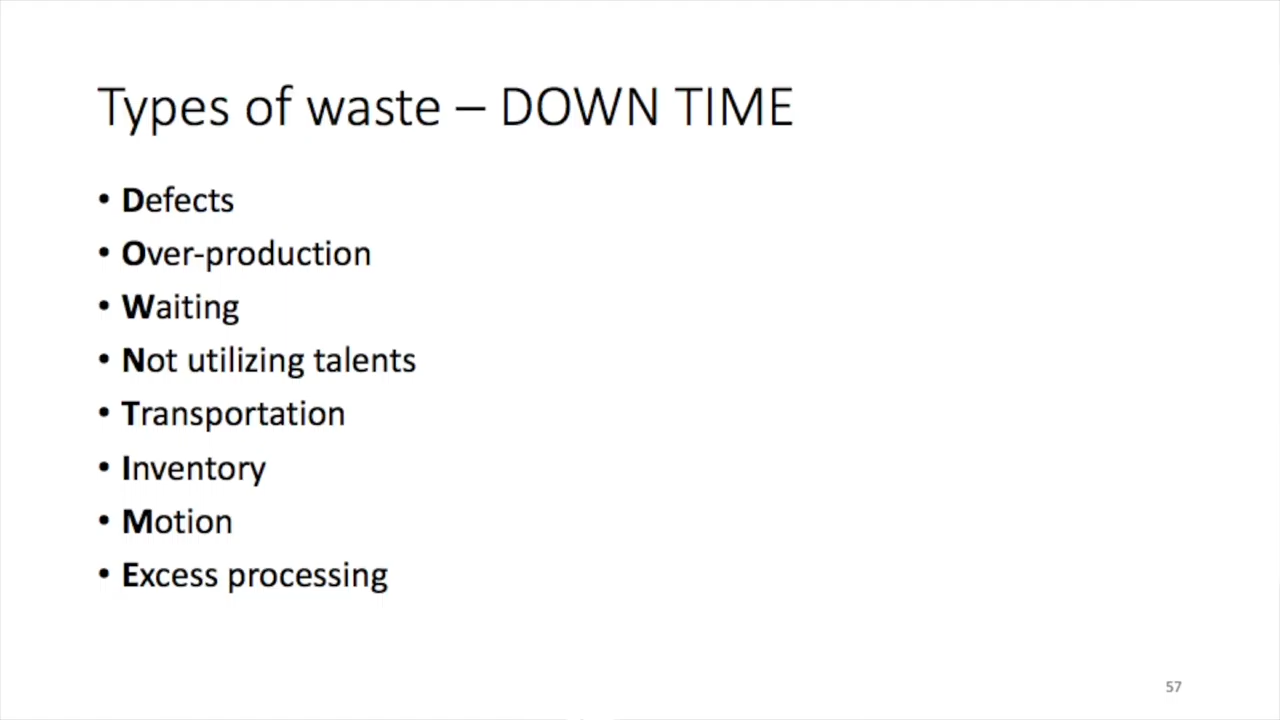 Types of waste – DOWN TIME
• Defects
• Over-production
• Waiting
• Not utilizing talents
• Transportation
• Inventory
• Motion
• Excess processing
57